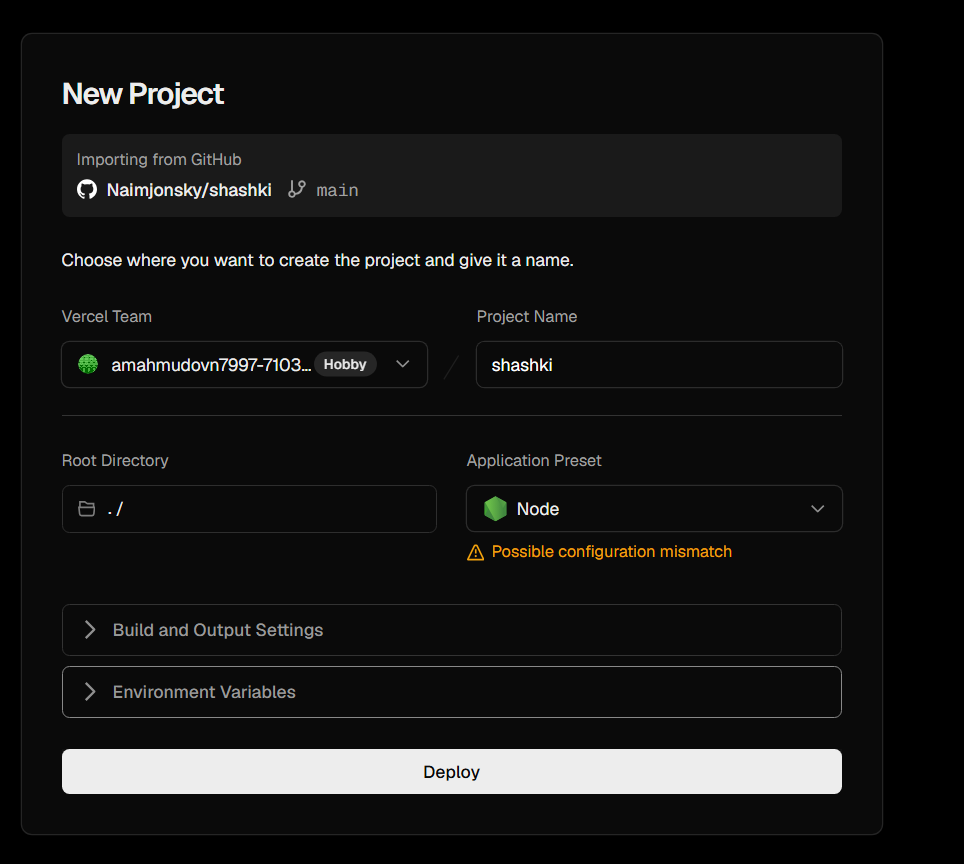 New Project
Importing from GitHub
Naimjonsky/shashki main
Choose where you want to create the project and give it a name.
Vercel Team
Project Name
amahmudovn7997-7103... Hobby
shashki
Root Directory
Application Preset
./
Node
Possible configuration mismatch
Build and Output Settings
Environment Variables
Deploy